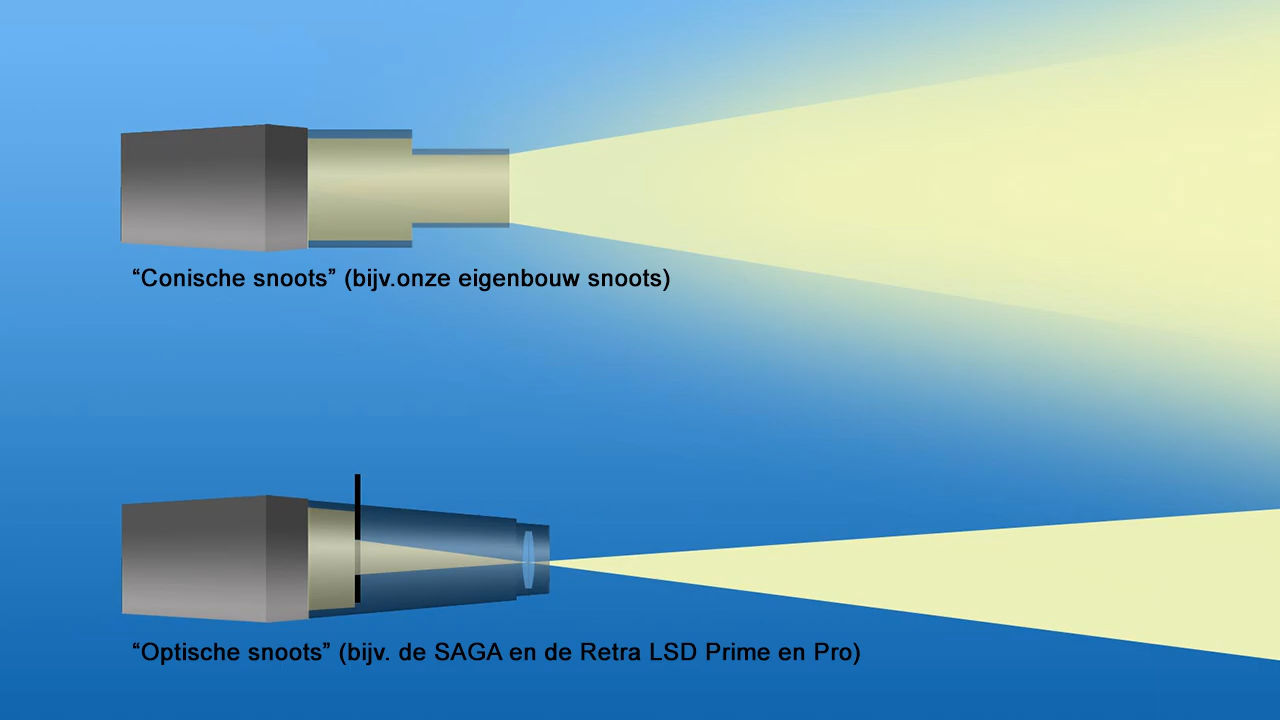 “Conische snoots” (bijv.onze eigenbouw snoots)
“Optische snoots” (bijv. de SAGA en de Retra LSD Prime en Pro)